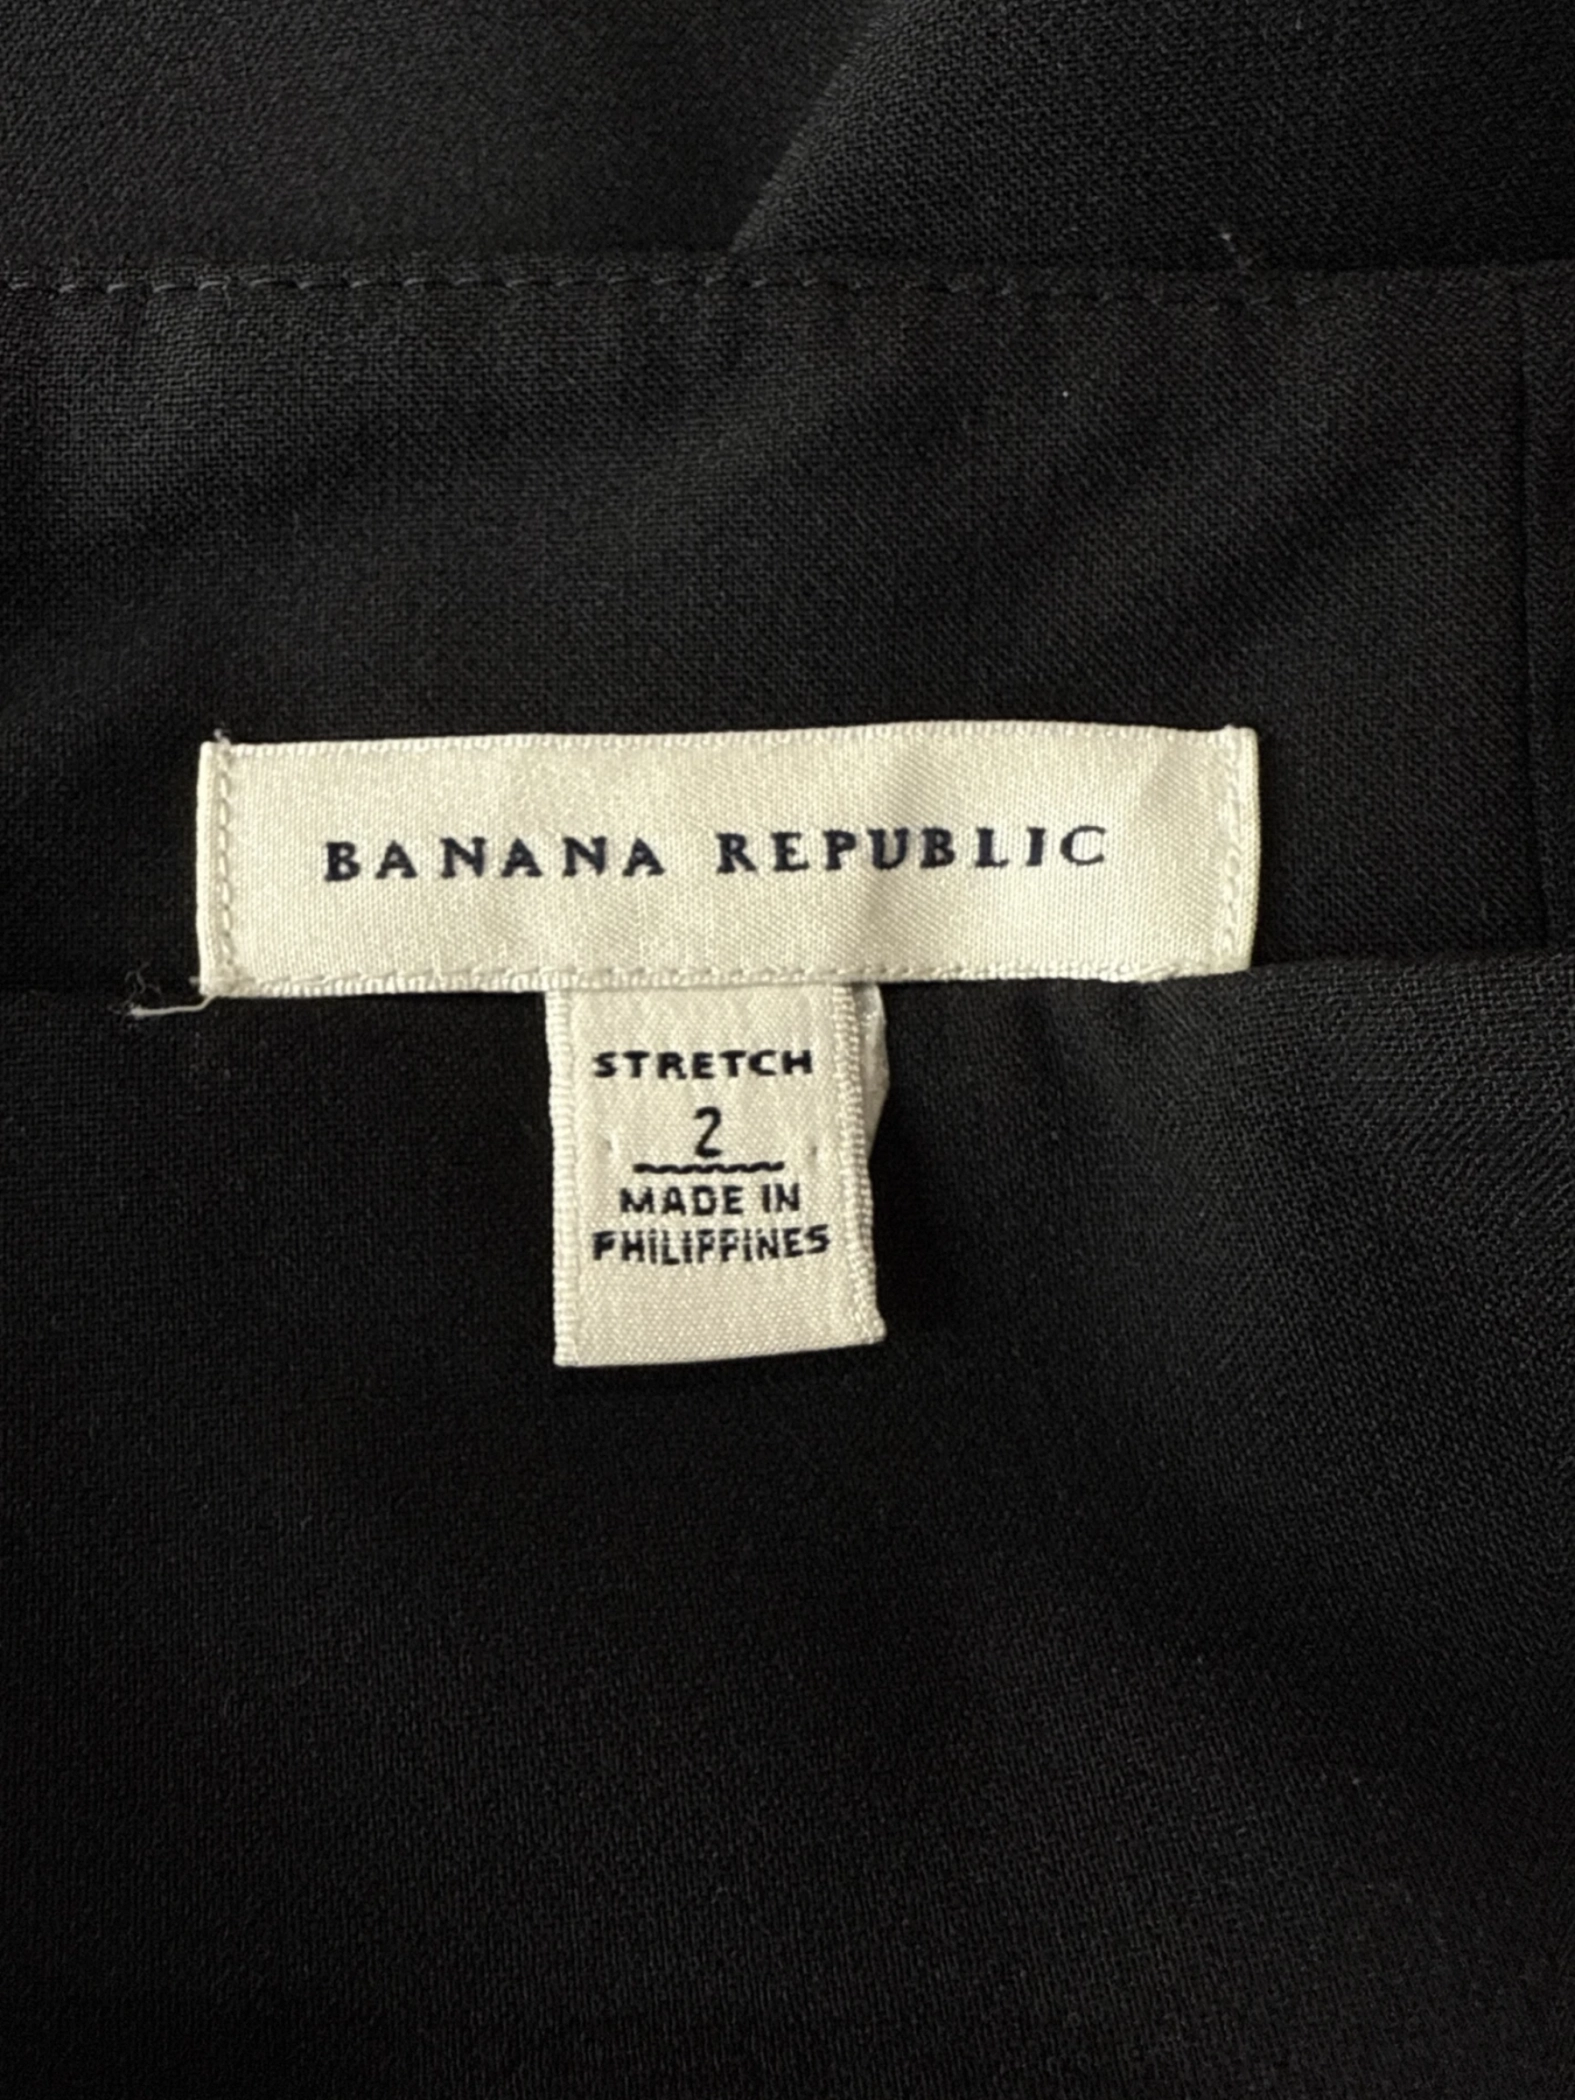 BANANA REPUBLIC
STRETCH
2
MADE IN
PHILIPPINES